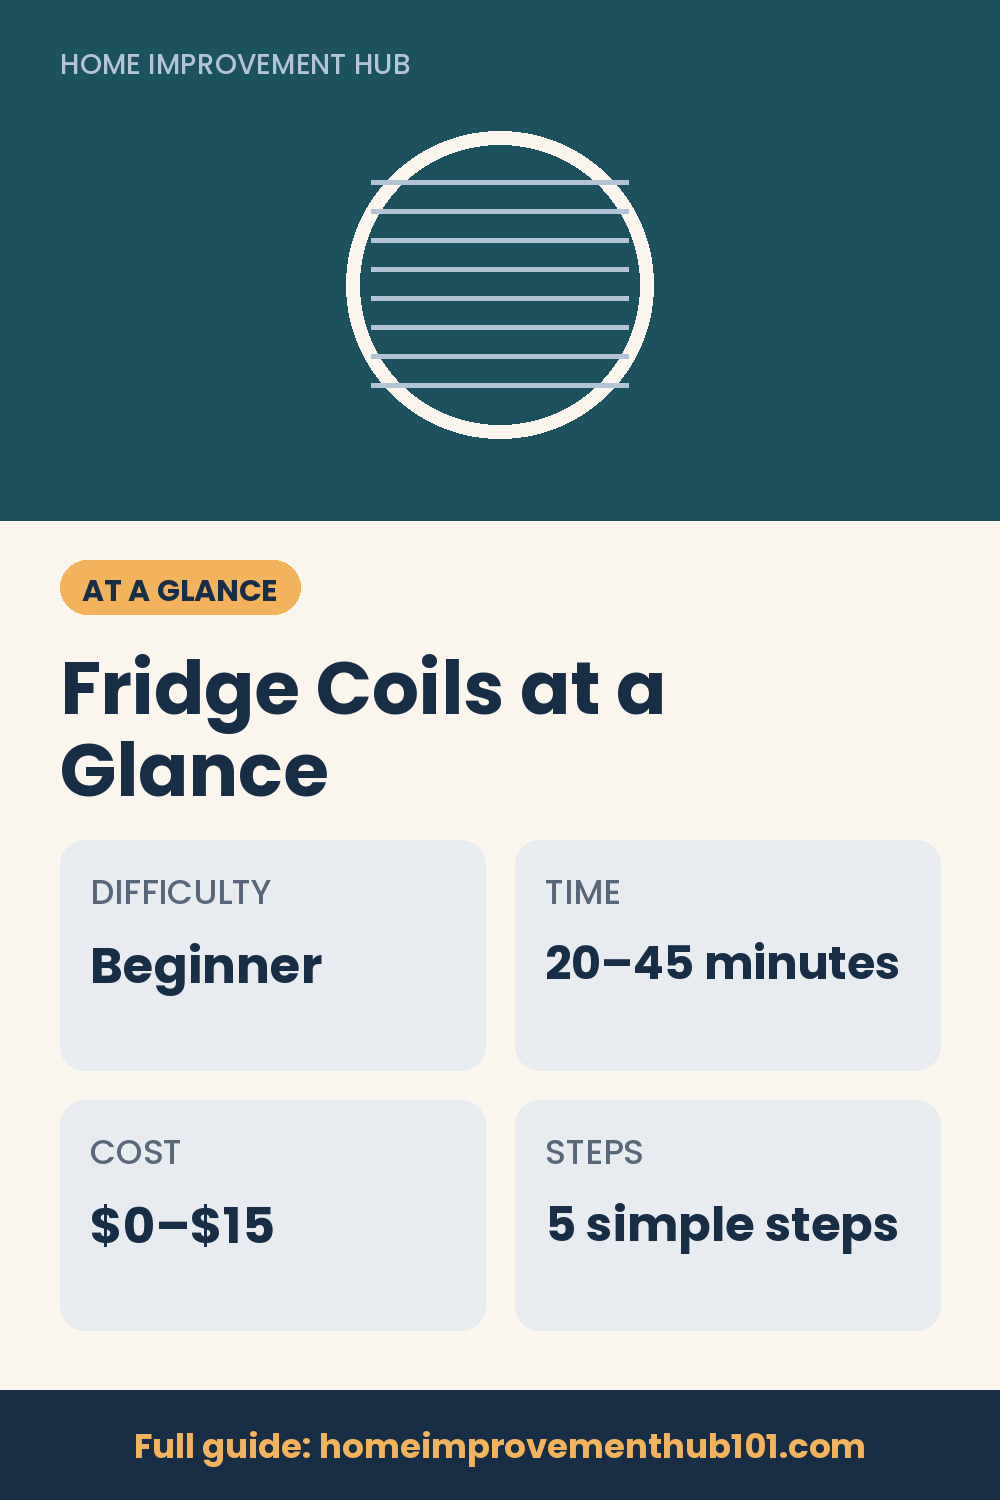 HOME IMPROVEMENT HUB
AT A GLANCE
Fridge Coils at a
Glance
DIFFICULTY
Beginner
TIME
20–45 minutes
COST
$0–$15
STEPS
5 simple steps
Full guide: homeimprovementhub101.com